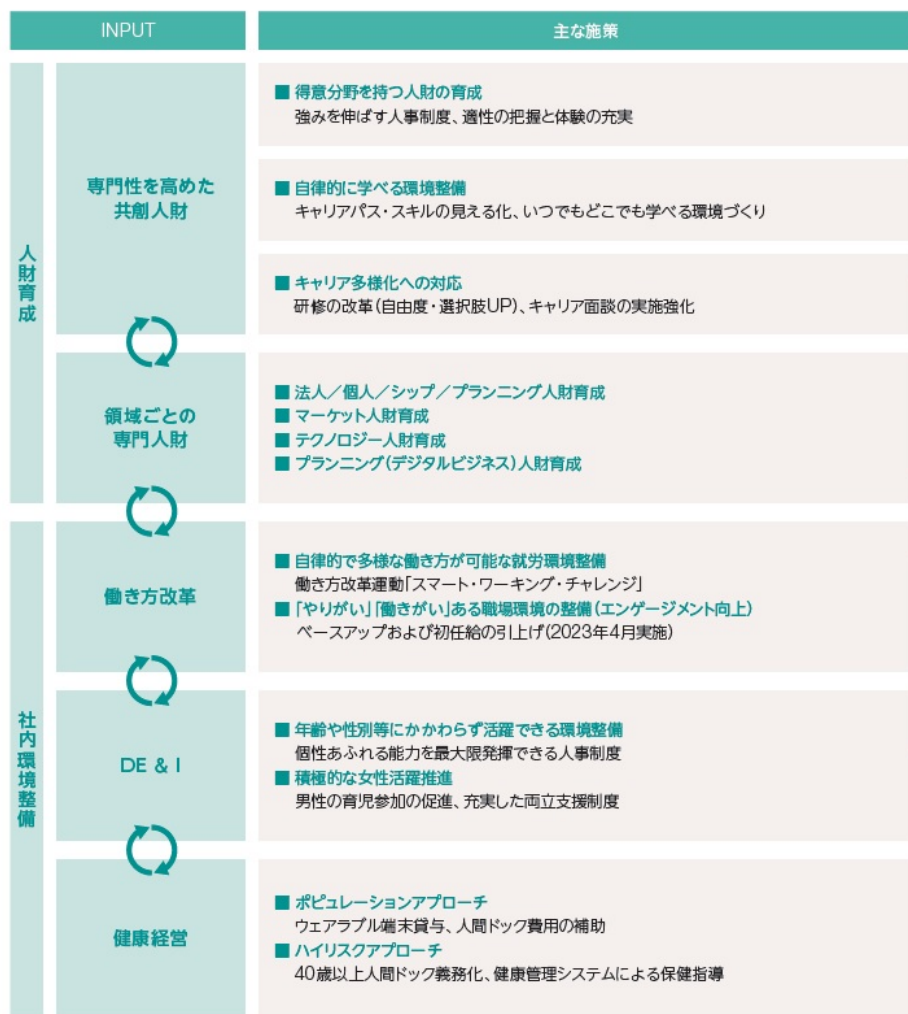 INPUT
主な施策
人財育成
専門性を高めた
共創人財
■ 得意分野を持つ人財の育成
強みを伸ばす人事制度、適性の把握と体験の充実
■ 自律的に学べる環境整備
キャリアパス・スキルの見える化、いつでもどこでも学べる環境づくり
■ キャリア多様化への対応
研修の改革(自由度・選択肢UP)、キャリア面談の実施強化
領域ごとの
専門人財
■ 法人／個人／シップ／プランニング人財育成
■ マーケット人財育成
■ テクノロジー人財育成
■ プランニング(デジタルビジネス)人財育成
社内環境整備
働き方改革
■ 自律的で多様な働き方が可能な就労環境整備
働き方改革運動「スマート・ワーキング・チャレンジ」
■ 「やりがい」「働きがい」ある職場環境の整備(エンゲージメント向上)
ベースアップおよび初任給の引上げ(2023年4月実施)
DE & I
■ 年齢や性別等にかかわらず活躍できる環境整備
個性あふれる能力を最大限発揮できる人事制度
■ 積極的な女性活躍推進
男性の育児参加の促進、充実した両立支援制度
健康経営
■ ポピュレーションアプローチ
ウェアラブル端末貸与、人間ドック費用の補助
■ ハイリスクアプローチ
40歳以上人間ドック義務化、健康管理システムによる保健指導